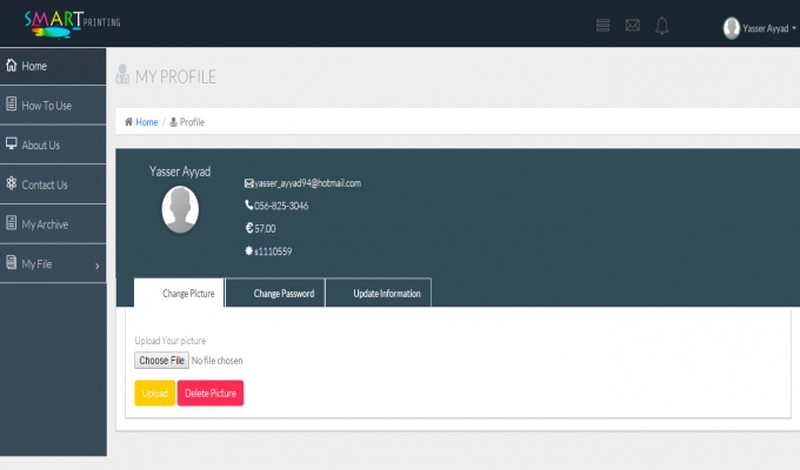 SMART PRINTING
Yasser Ayyad
Home
How To Use
About Us
Contact Us
My Archive
My File
MY PROFILE
Home / Profile
Yasser Ayyad
yasser_ayyad94@hotmail.com
056-825-3046
€ 57.00
s1110559
Change Picture
Change Password
Update Information
Upload Your picture
Choose File No file chosen
Upload
Delete Picture